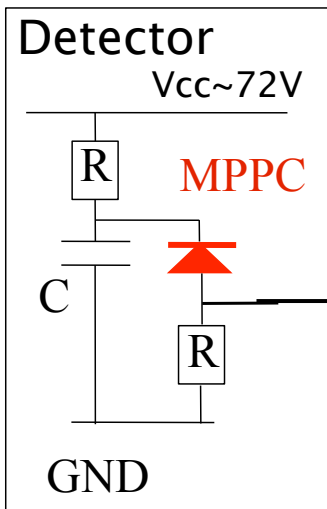 Detector
Vcc~72V
R
MPPC
C
R
GND